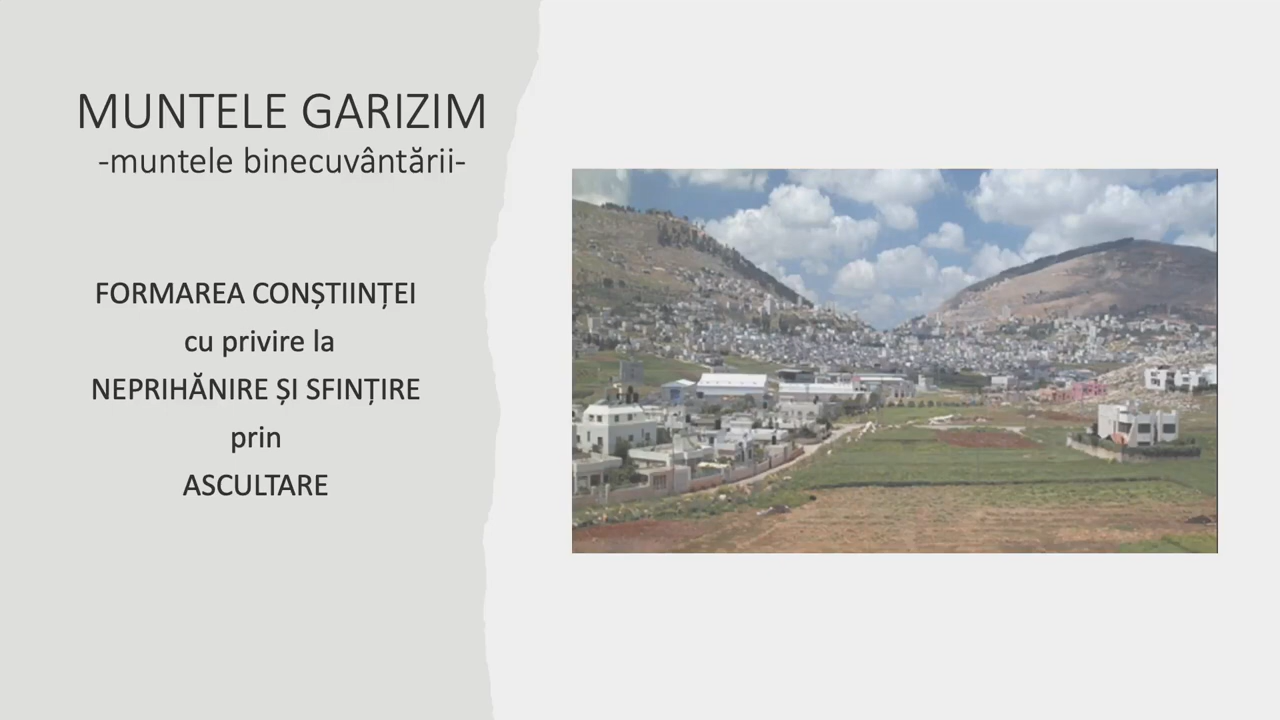 MUNTELE GARIZIM
-muntele binecuvântării-
FORMAREA CONȘTIINȚEI
cu privire la
NEPRIHĂNIRE ȘI SFINȚIRE
prin
ASCULTARE